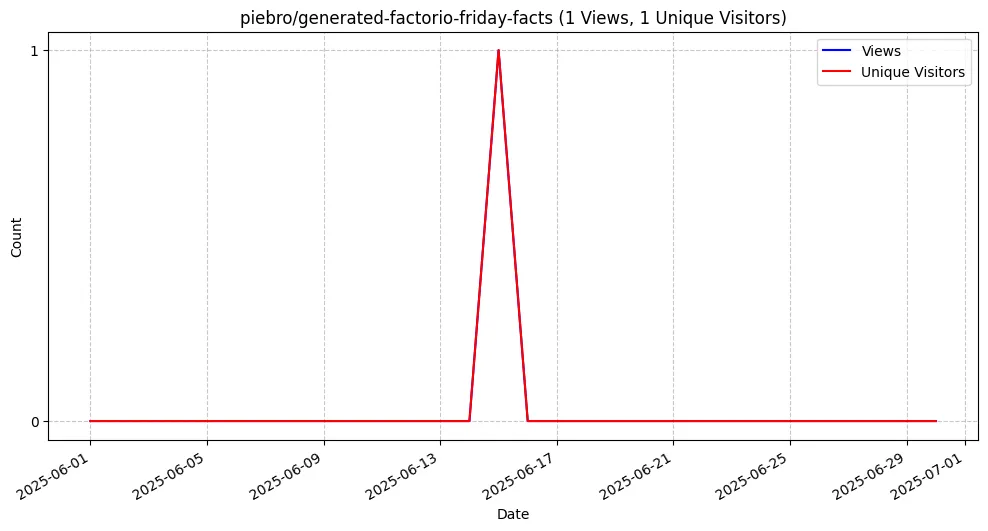 piebro/generated-factorio-friday-facts (1 Views, 1 Unique Visitors)
Views
Unique Visitors
1
0
Count
2025-06-01
2025-06-05
2025-06-09
2025-06-13
2025-06-17
2025-06-21
2025-06-25
2025-06-29
2025-07-01
Date